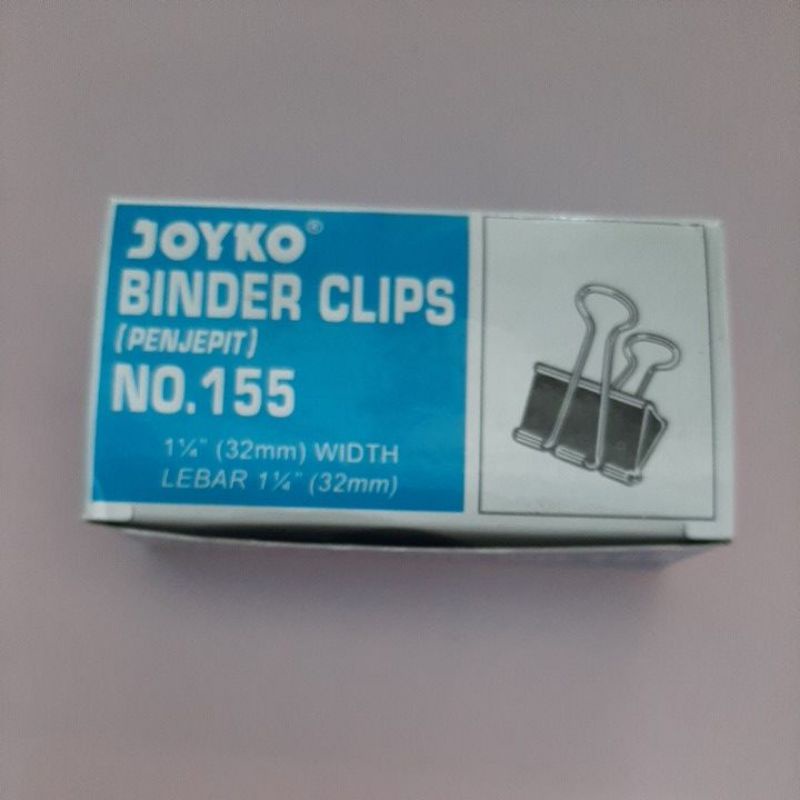 JOYKO®
BINDER CLIPS
(PENJEPIT)
NO.155
1¼" (32mm) WIDTH
LEBAR 1¼" (32mm)